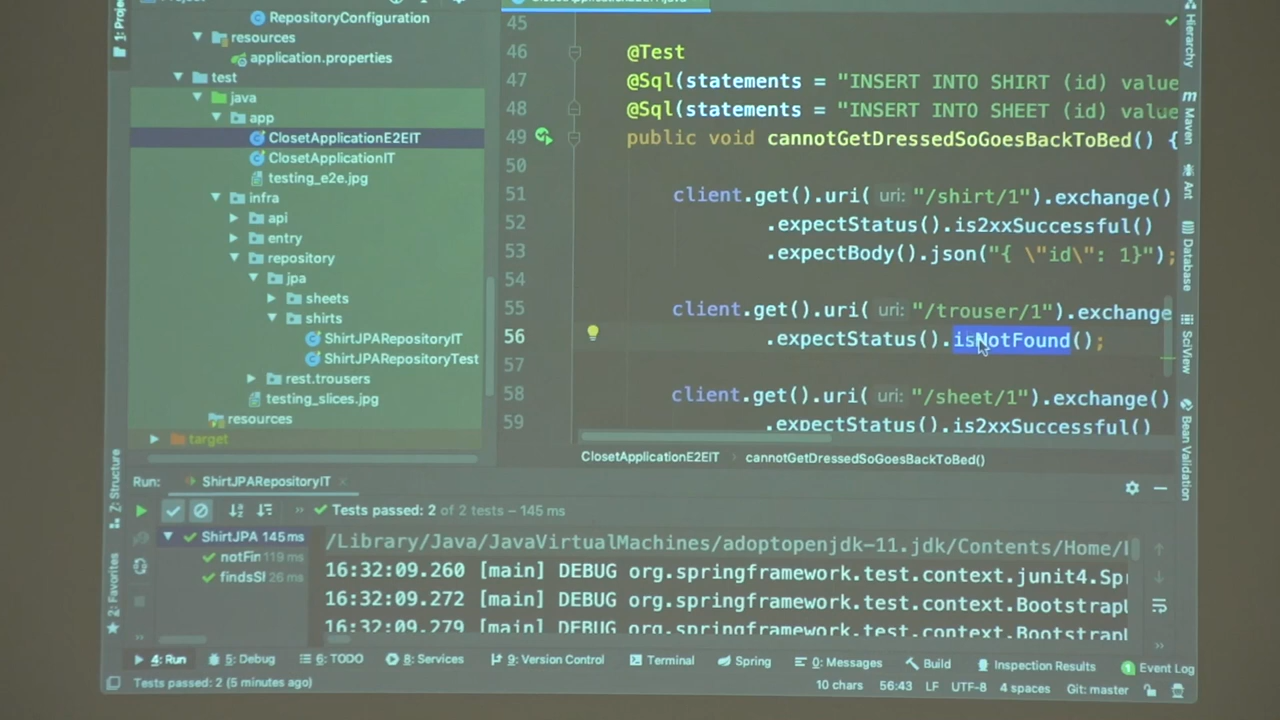 1: Proje
RepositoryConfiguration
resources
application.properties
test
java
app
ClosetApplicationE2EIT
ClosetApplicationIT
testing_e2e.jpg
infra
api
entry
repository
jpa
sheets
shirts
ShirtJPARepositoryIT
ShirtJPARepositoryTest
rest.trousers
testing_slices.jpg
resources
target
45
46 @Test
47 @Sql(statements = "INSERT INTO SHIRT (id) value
48 @Sql(statements = "INSERT INTO SHEET (id) value
49 public void cannotGetDressedSoGoesBackToBed() {
50
51 client.get().uri( uri: "/shirt/1").exchange()
52 .expectStatus().is2xxSuccessful()
53 .expectBody().json("{ \"id\": 1}");
54
55 client.get().uri( uri: "/trouser/1").exchange
56 .expectStatus().isNotFound();
57
58 client.get().uri( uri: "/sheet/1").exchange()
59 .expectStatus().is2xxSuccessful()
ClosetApplicationE2EIT › cannotGetDressedSoGoesBackToBed()
Hierarchy
Maven
Ant
Database
SciView
Bean Validation
7: Structure
2: Favorites
Run: ShirtJPARepositoryIT
Tests passed: 2 of 2 tests – 145 ms
ShirtJPA 145 ms
notFin 119 ms
findsSl 26 ms
/Library/Java/JavaVirtualMachines/adoptopenjdk-11.jdk/Contents/Home/
16:32:09.260 [main] DEBUG org.springframework.test.context.junit4.Spr
16:32:09.272 [main] DEBUG org.springframework.test.context.Bootstrap
16:32:09.279 [main] DEBUG org.springframework.test.context.Bootstrap
4: Run 5: Debug 6: TODO 8: Services 9: Version Control Terminal Spring 0: Messages Build Inspection Results 1 Event Log
Tests passed: 2 (5 minutes ago) 10 chars 56:43 LF UTF-8 4 spaces Git: master